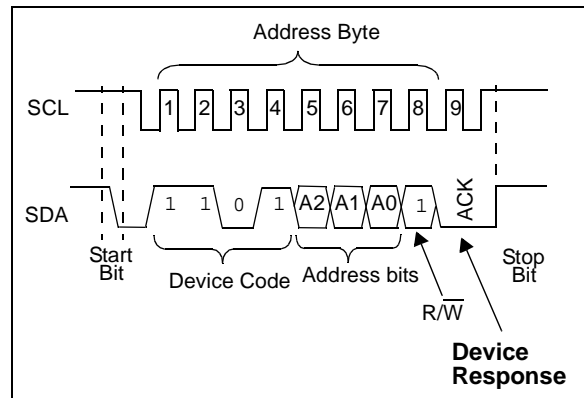 Address Byte
SCL 1 2 3 4 5 6 7 8 9
SDA 1 1 0 1 A2 A1 A0 1 ACK
Start Bit
Device Code
Address bits
Stop Bit
R/W̅
Device
Response